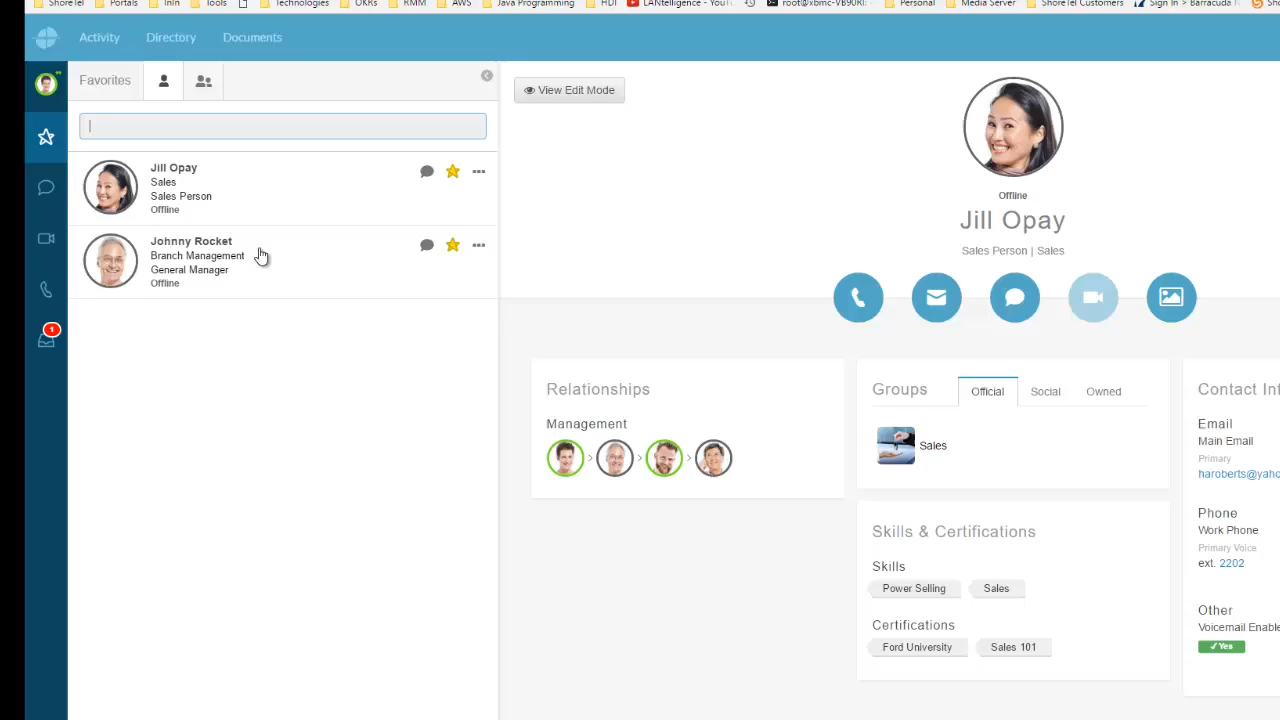 ShoreTel Portals InIn Tools Technologies OKRs RMM AWS Java Programming HDI LANtelligence - YouT Personal Media Server ShoreTel Customers Sign In > Barracuda
Activity Directory Documents
Favorites
View Edit Mode
Jill Opay
Sales
Sales Person
Offline
Johnny Rocket
Branch Management
General Manager
Offline
1
Offline
Jill Opay
Sales Person | Sales
Relationships
Management
Groups Official Social Owned
Sales
Skills & Certifications
Skills
Power Selling Sales
Certifications
Ford University Sales 101
Contact Inf
Email
Main Email
Primary
haroberts@yaho
Phone
Work Phone
Primary Voice
ext. 2202
Other
Voicemail Enable
✓Yes